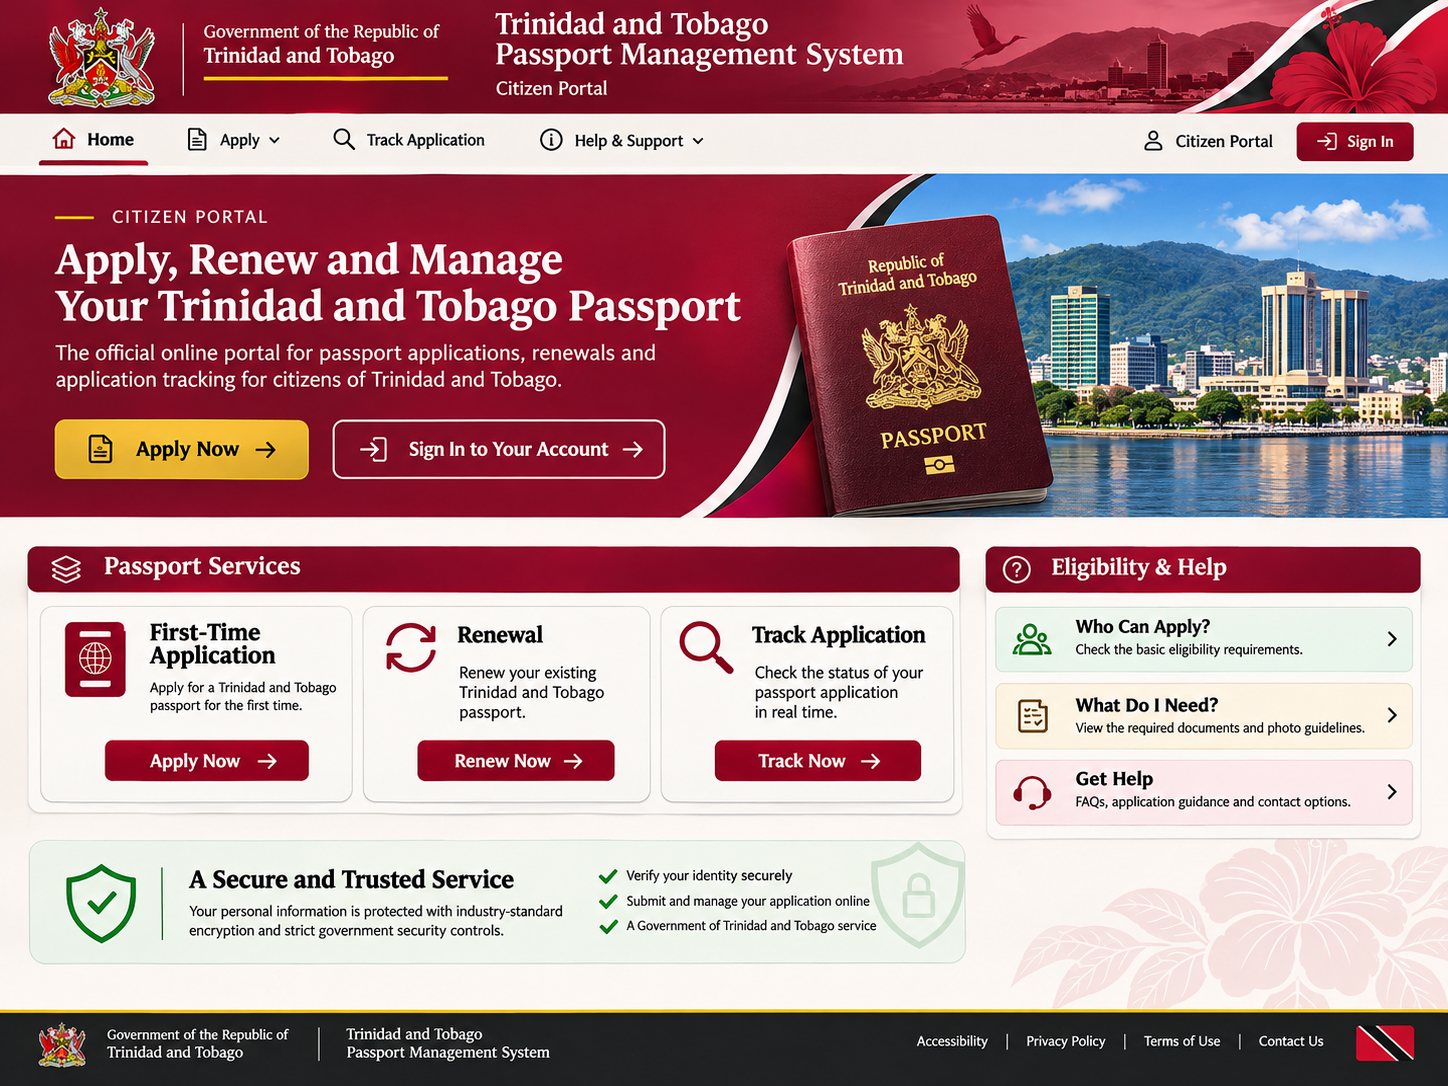 Government of the Republic of
Trinidad and Tobago
Trinidad and Tobago
Passport Management System
Citizen Portal
Home
Apply
Track Application
Help & Support
Citizen Portal
Sign In
CITIZEN PORTAL
Apply, Renew and Manage
Your Trinidad and Tobago Passport
The official online portal for passport applications, renewals and
application tracking for citizens of Trinidad and Tobago.
Apply Now
Sign In to Your Account
Republic of
Trinidad and Tobago
PASSPORT
Passport Services
First-Time
Application
Apply for a Trinidad and Tobago
passport for the first time.
Apply Now
Renewal
Renew your existing
Trinidad and Tobago
passport.
Renew Now
Track Application
Check the status of your
passport application
in real time.
Track Now
Eligibility & Help
Who Can Apply?
Check the basic eligibility requirements.
What Do I Need?
View the required documents and photo guidelines.
Get Help
FAQs, application guidance and contact options.
A Secure and Trusted Service
Your personal information is protected with industry-standard
encryption and strict government security controls.
Verify your identity securely
Submit and manage your application online
A Government of Trinidad and Tobago service
Government of the Republic of
Trinidad and Tobago
Trinidad and Tobago
Passport Management System
Accessibility
Privacy Policy
Terms of Use
Contact Us